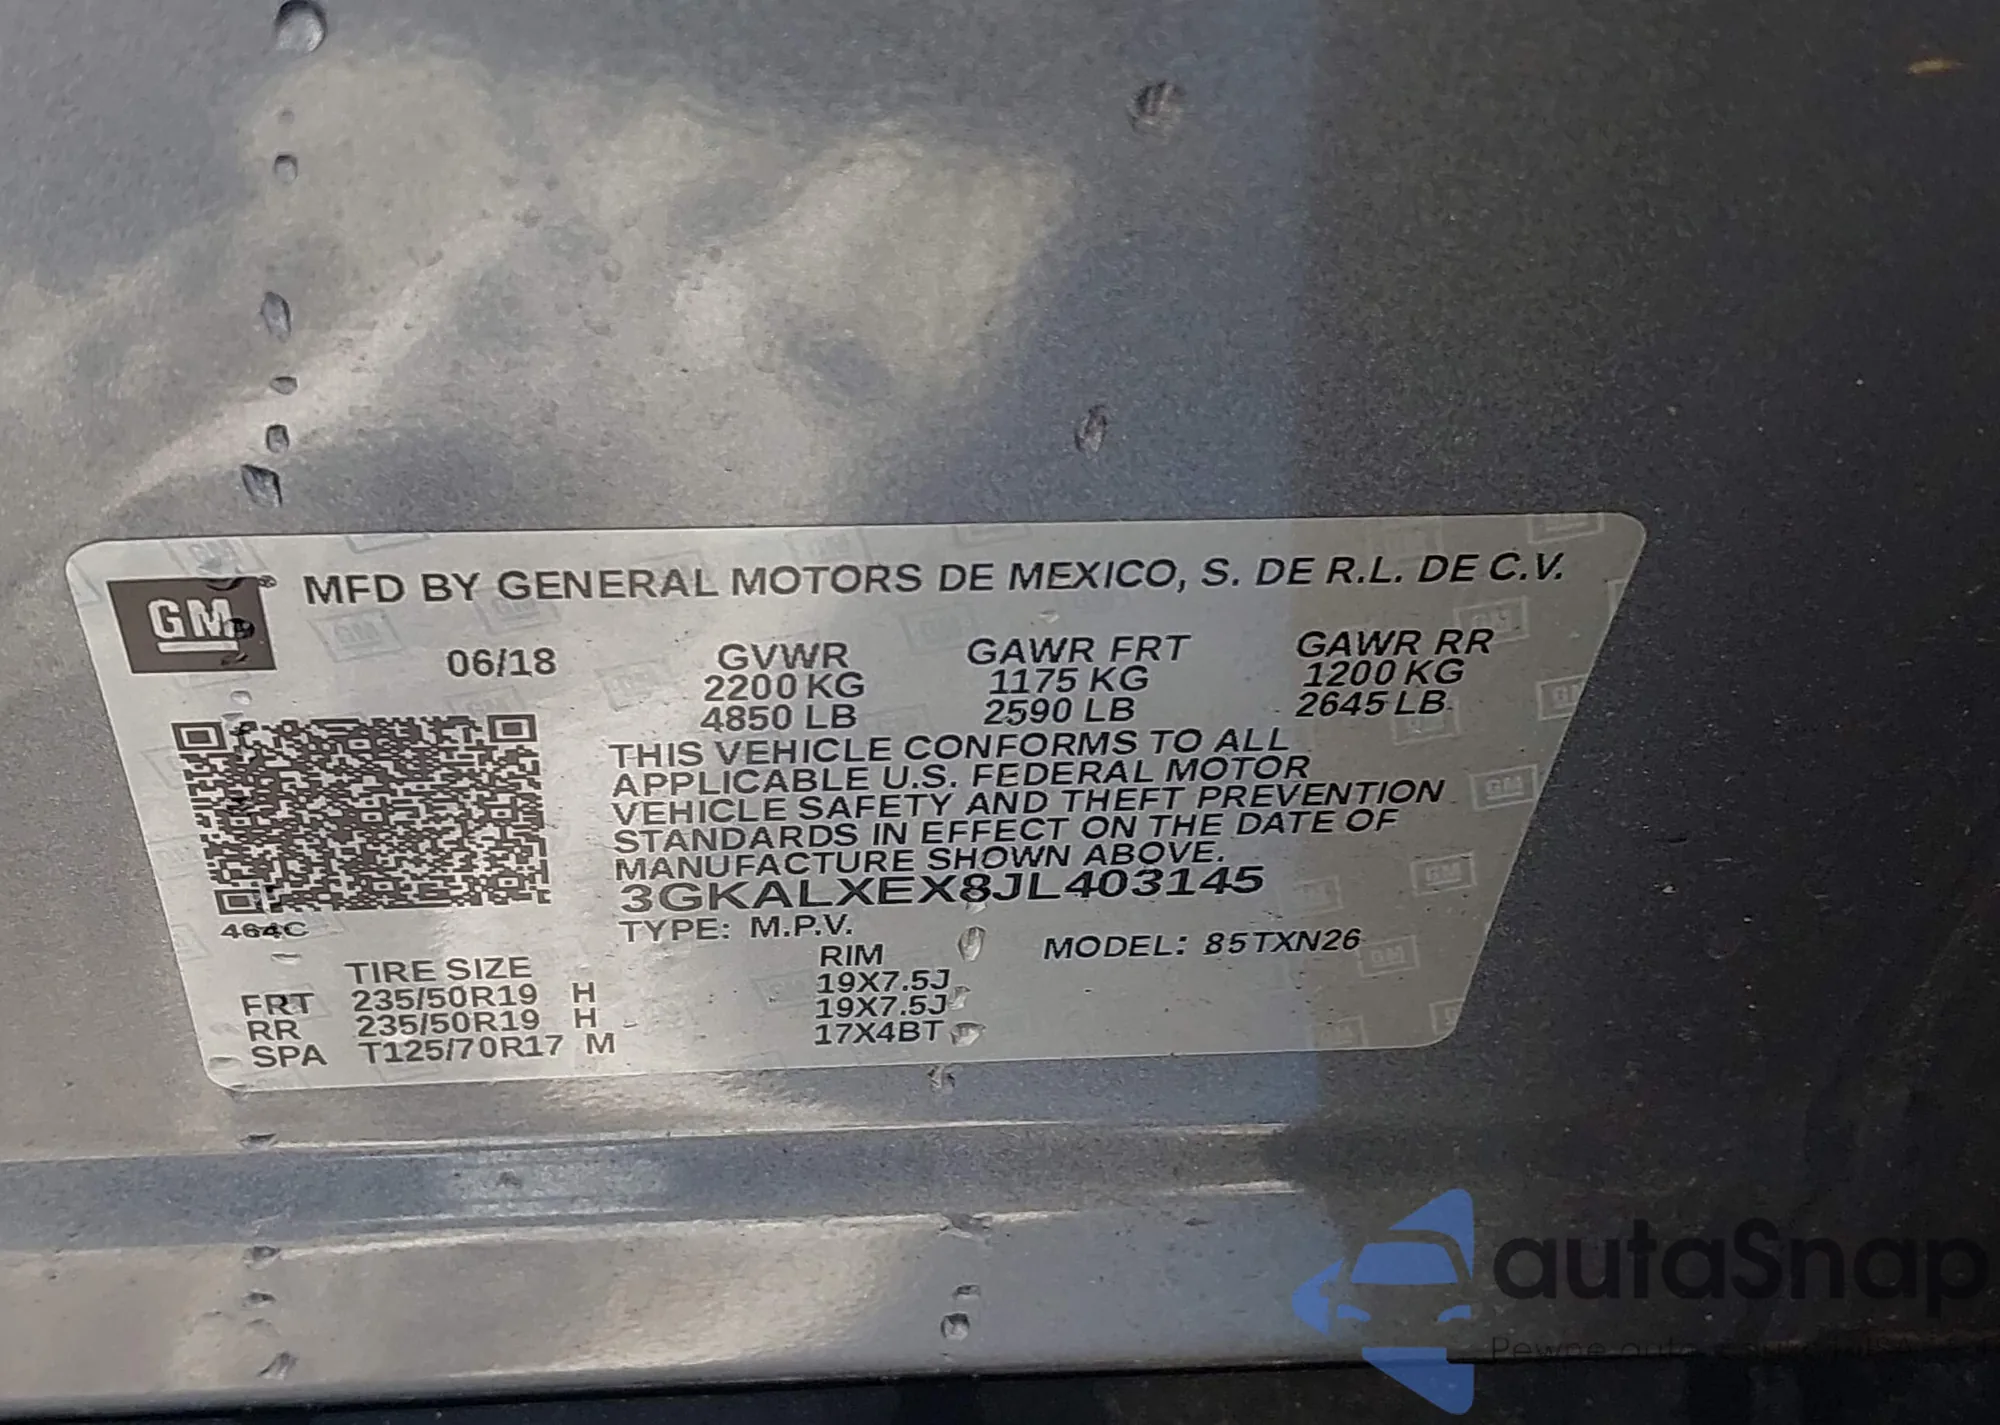 GM ® MFD BY GENERAL MOTORS DE MEXICO, S. DE R.L. DE C.V.
06/18
GVWR GAWR FRT GAWR RR
2200 KG 1175 KG 1200 KG
4850 LB 2590 LB 2645 LB
THIS VEHICLE CONFORMS TO ALL
APPLICABLE U.S. FEDERAL MOTOR
VEHICLE SAFETY AND THEFT PREVENTION
STANDARDS IN EFFECT ON THE DATE OF
MANUFACTURE SHOWN ABOVE.
3GKALXEX8JL403145
464C
TYPE: M.P.V. MODEL: 85TXN26
TIRE SIZE RIM
FRT 235/50R19 H 19X7.5J
RR 235/50R19 H 19X7.5J
SPA T125/70R17 M 17X4BT
autaSnap
Pewne auta